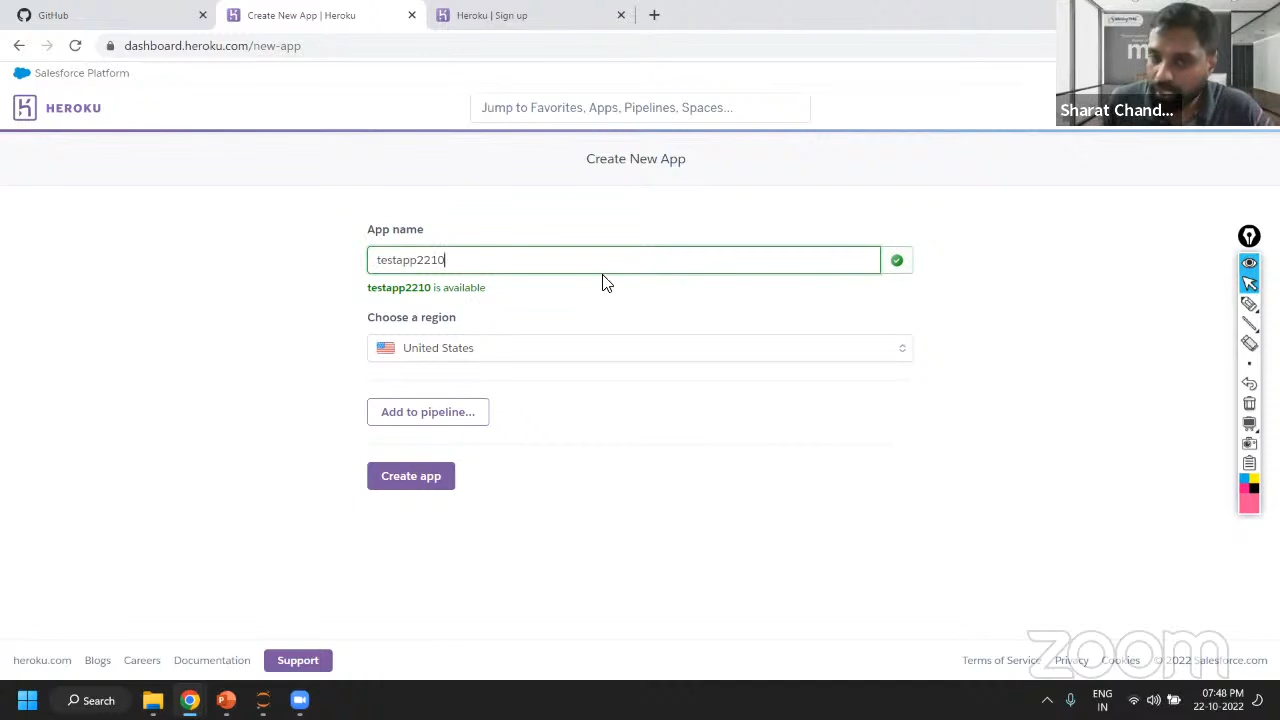 GitHub
Create New App | Heroku
Heroku | Sign up
dashboard.heroku.com/new-app
Salesforce Platform
HEROKU
Jump to Favorites, Apps, Pipelines, Spaces...
Sharat Chand...
Create New App
App name
testapp2210
testapp2210 is available
Choose a region
United States
Add to pipeline...
Create app
zoom
heroku.com Blogs Careers Documentation Support
Terms of Service Privacy Cookies © 2022 Salesforce.com
Search
ENG
IN
07:48 PM
22-10-2022